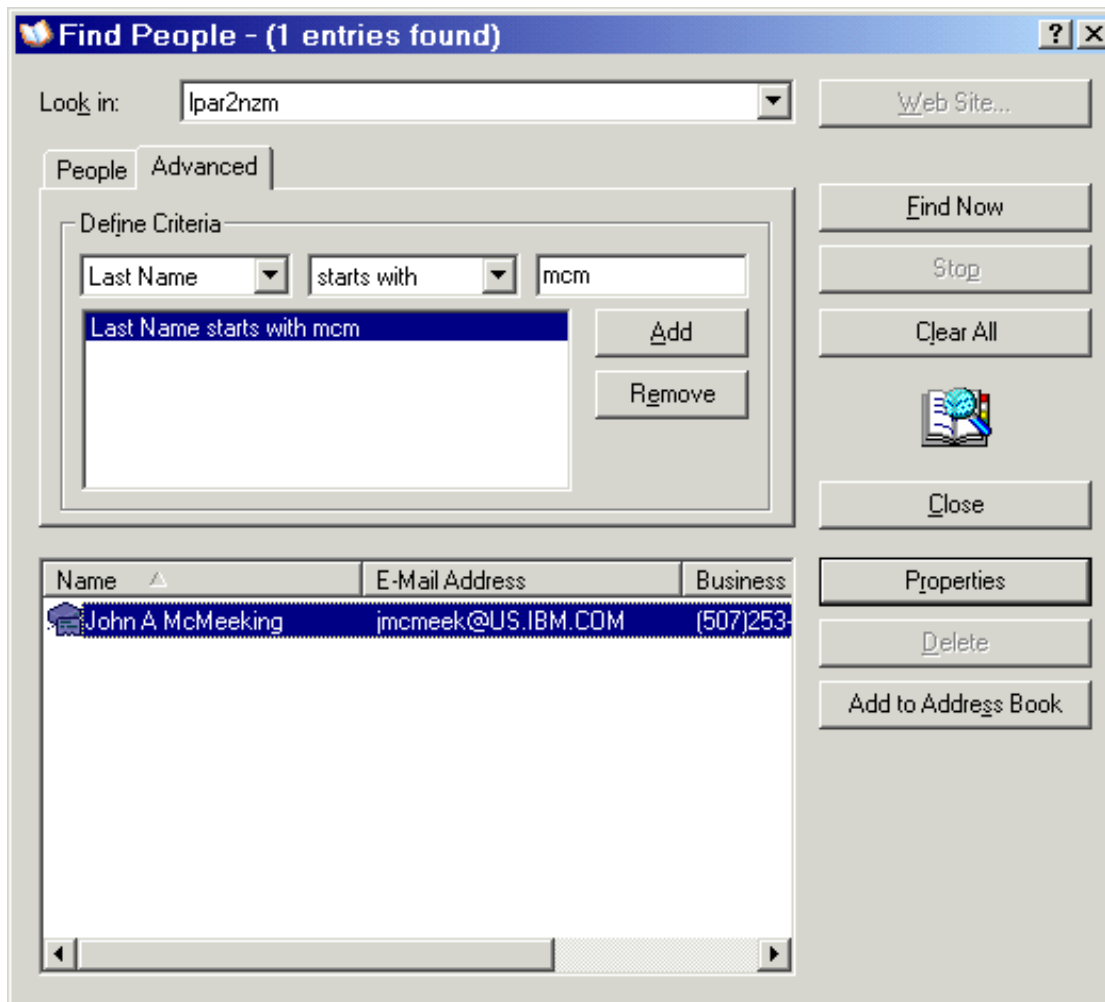 Find People - (1 entries found)
Look in: lpar2nzm
Web Site...
People Advanced
Find Now
Define Criteria
Last Name starts with mcm
Stop
Last Name starts with mcm
Add
Clear All
Remove
Close
Name E-Mail Address Business
Properties
John A McMeeking jmcmeek@US.IBM.COM (507)253-
Delete
Add to Address Book